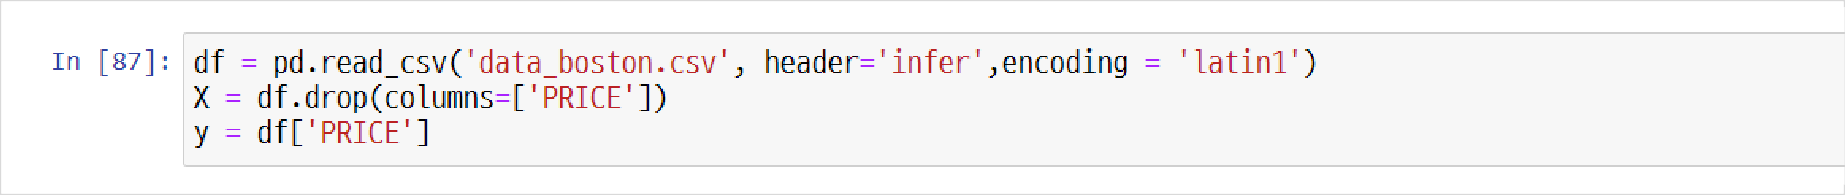 In [87]: df = pd.read_csv('data_boston.csv', header='infer',encoding = 'latin1')
X = df.drop(columns=['PRICE'])
y = df['PRICE']